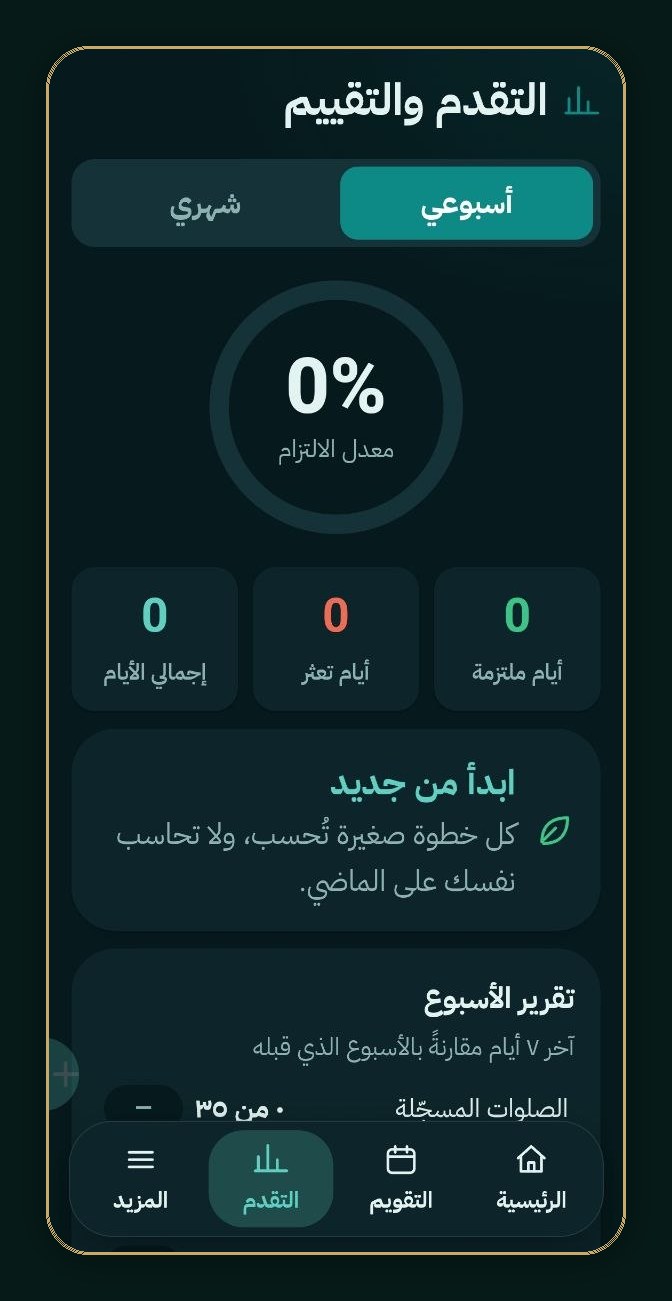 التقدم والتقييم
أسبوعي
شهري
0%
معدل الالتزام
0
أيام ملتزمة
0
أيام تعثر
0
إجمالي الأيام
ابدأ من جديد
كل خطوة صغيرة تُحسب، ولا تحاسب
نفسك على الماضي.
تقرير الأسبوع
آخر ٧ أيام مقارنةً بالأسبوع الذي قبله
الصلوات المسجّلة
٠ من ٣٥
–
الرئيسية
التقويم
التقدم
المزيد